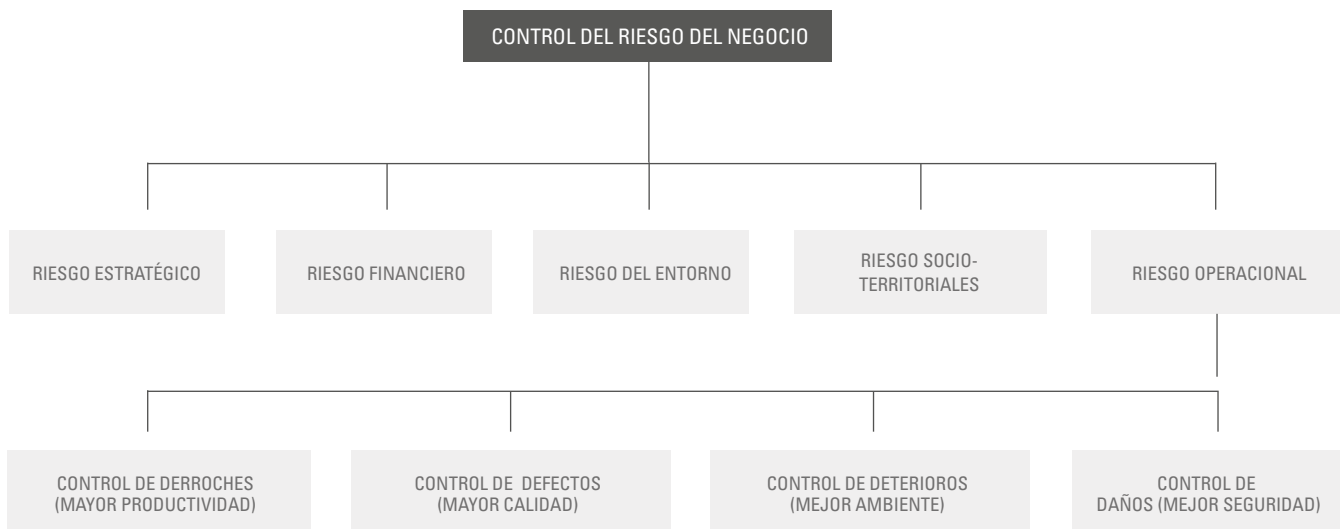 CONTROL DEL RIESGO DEL NEGOCIO
RIESGO ESTRATÉGICO
RIESGO FINANCIERO
RIESGO DEL ENTORNO
RIESGO SOCIO-
TERRITORIALES
RIESGO OPERACIONAL
CONTROL DE DERROCHES
(MAYOR PRODUCTIVIDAD)
CONTROL DE DEFECTOS
(MAYOR CALIDAD)
CONTROL DE DETERIOROS
(MEJOR AMBIENTE)
CONTROL DE
DAÑOS (MEJOR SEGURIDAD)